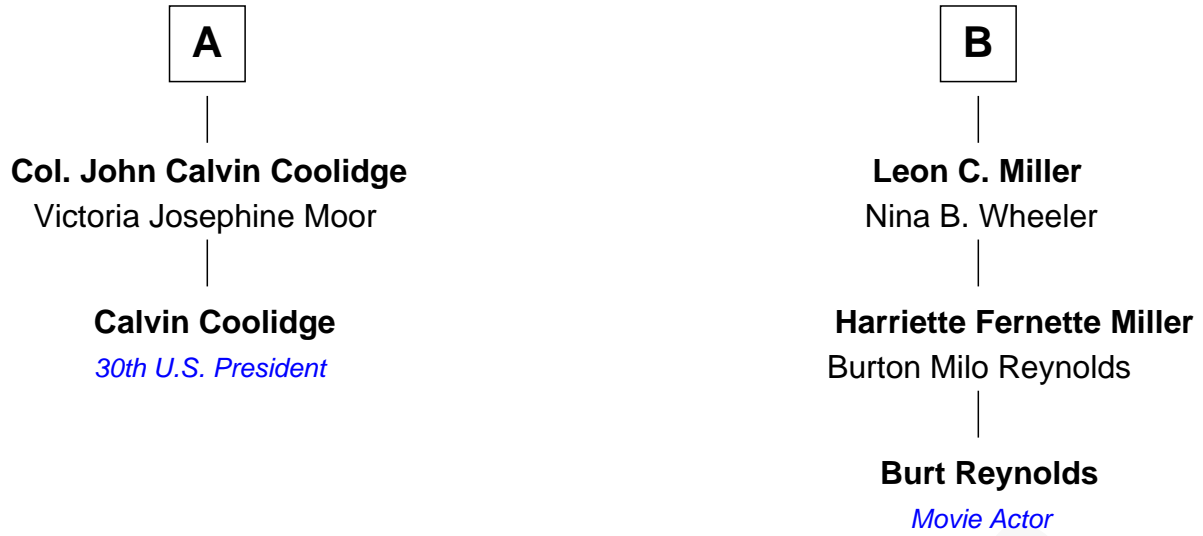 A
Col. John Calvin Coolidge
Victoria Josephine Moor
Calvin Coolidge
30th U.S. President
B
Leon C. Miller
Nina B. Wheeler
Harriette Fernette Miller
Burton Milo Reynolds
Burt Reynolds
Movie Actor